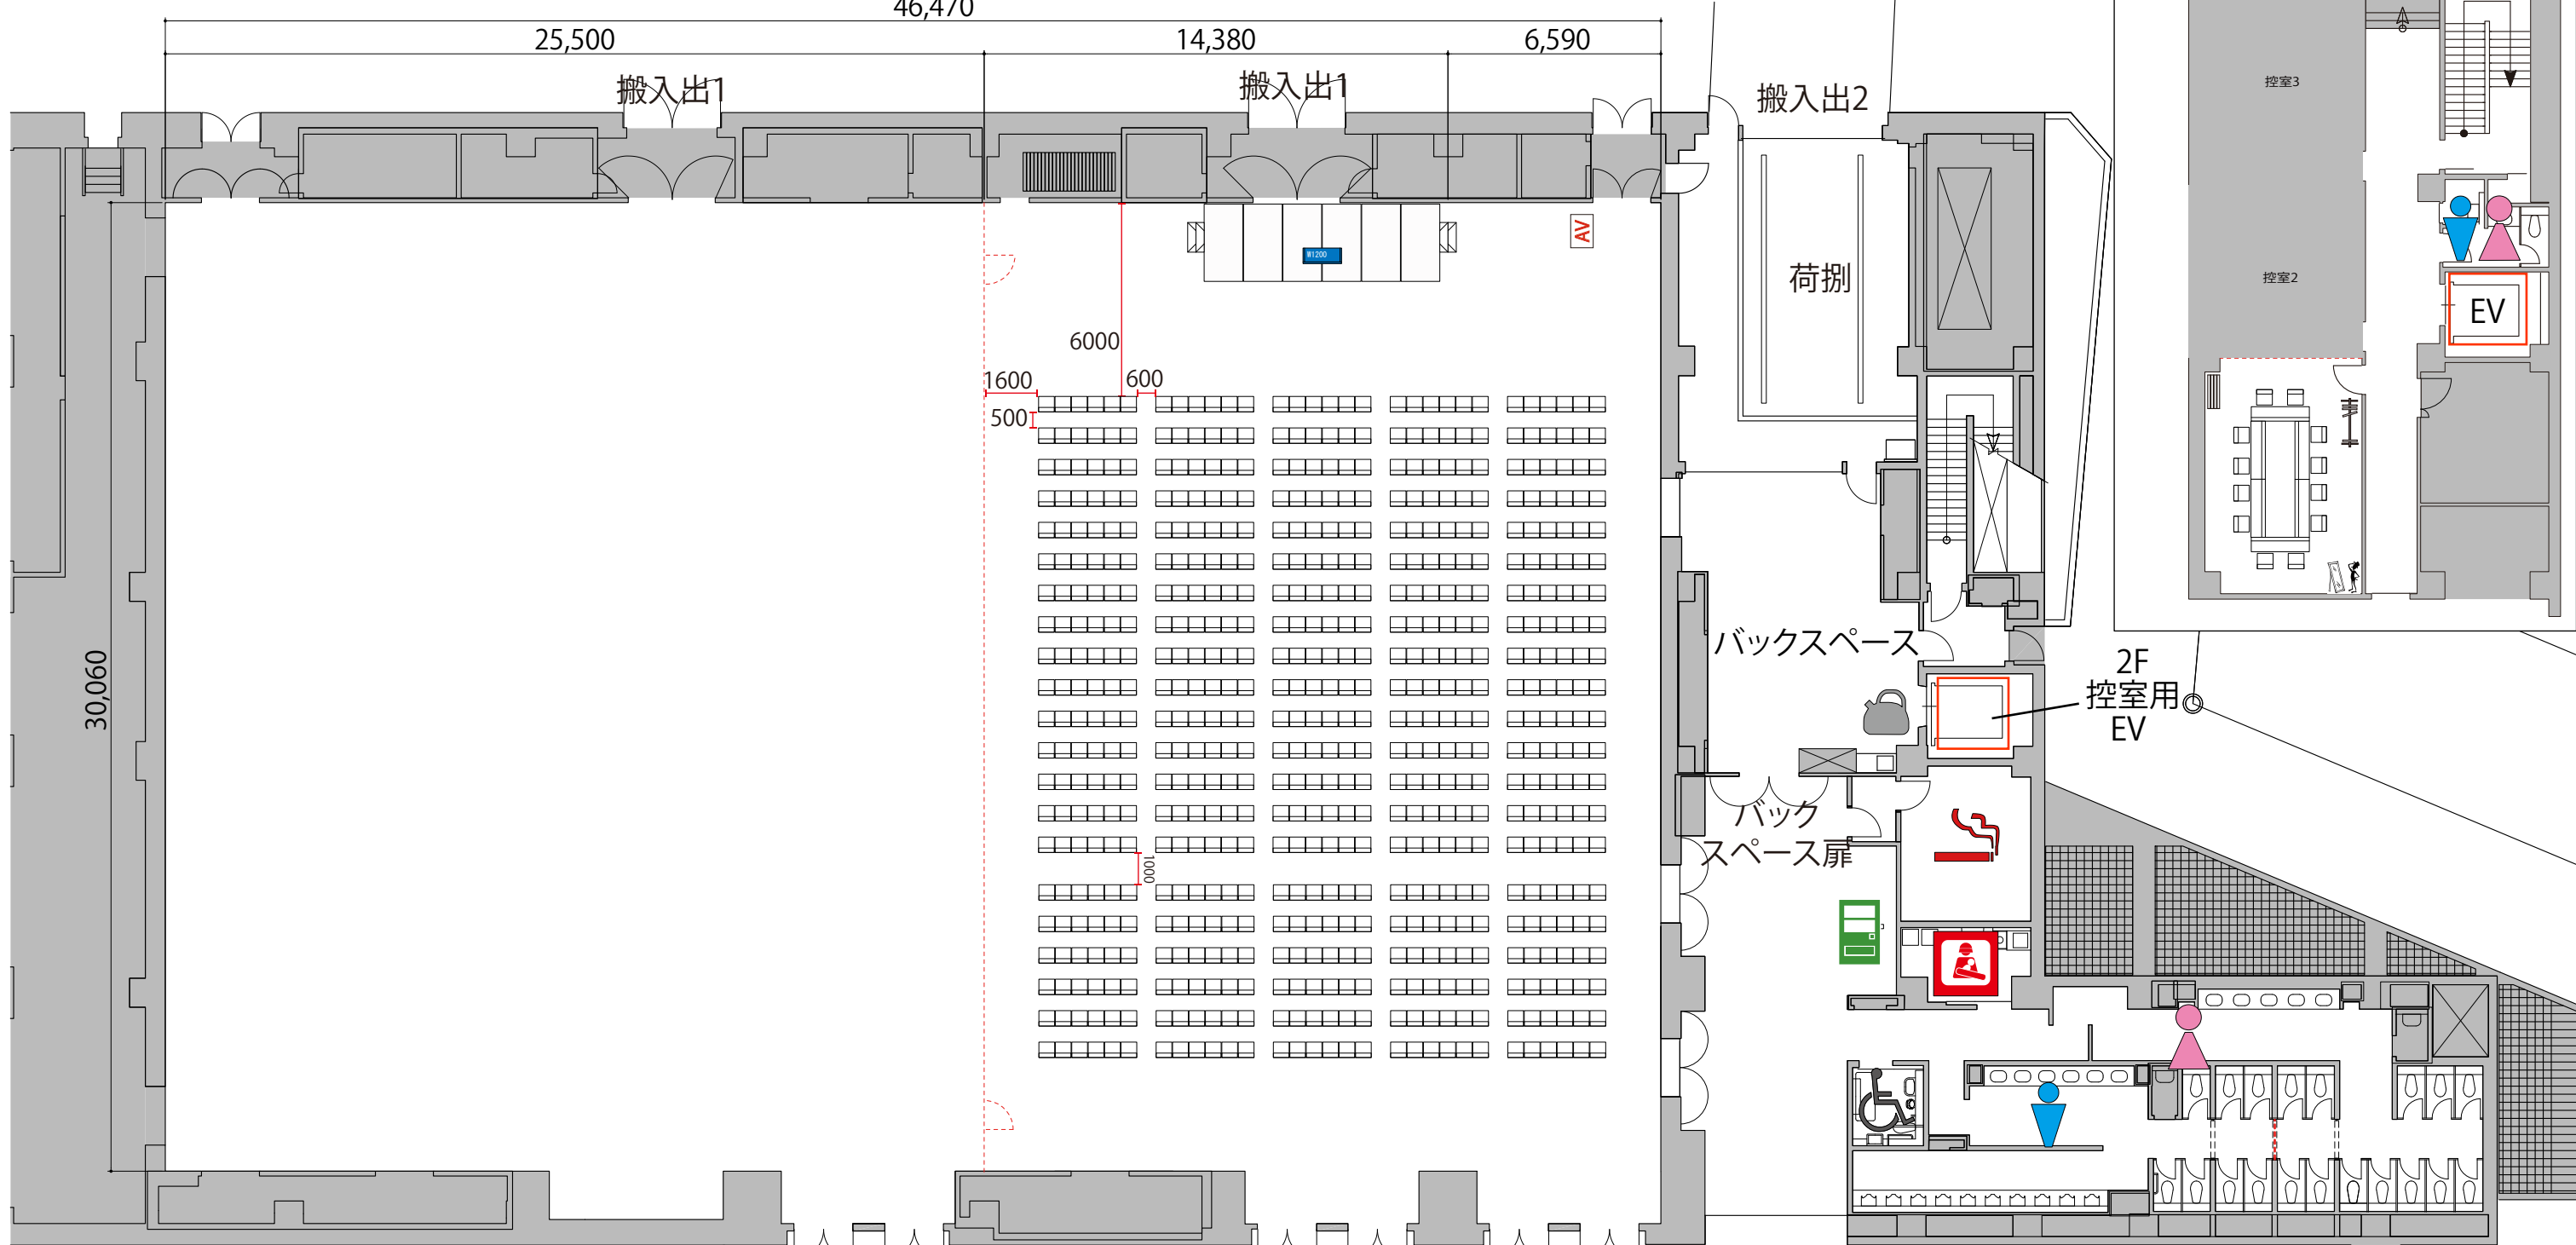 46,470
25,500
14,380
6,590
搬入出1
搬入出1
搬入出2
控室3
AV
W1200
荷捌
控室2
EV
6000
1600
600
500
30,060
バックスペース
2F
控室用
EV
バック
スペース扉
1000